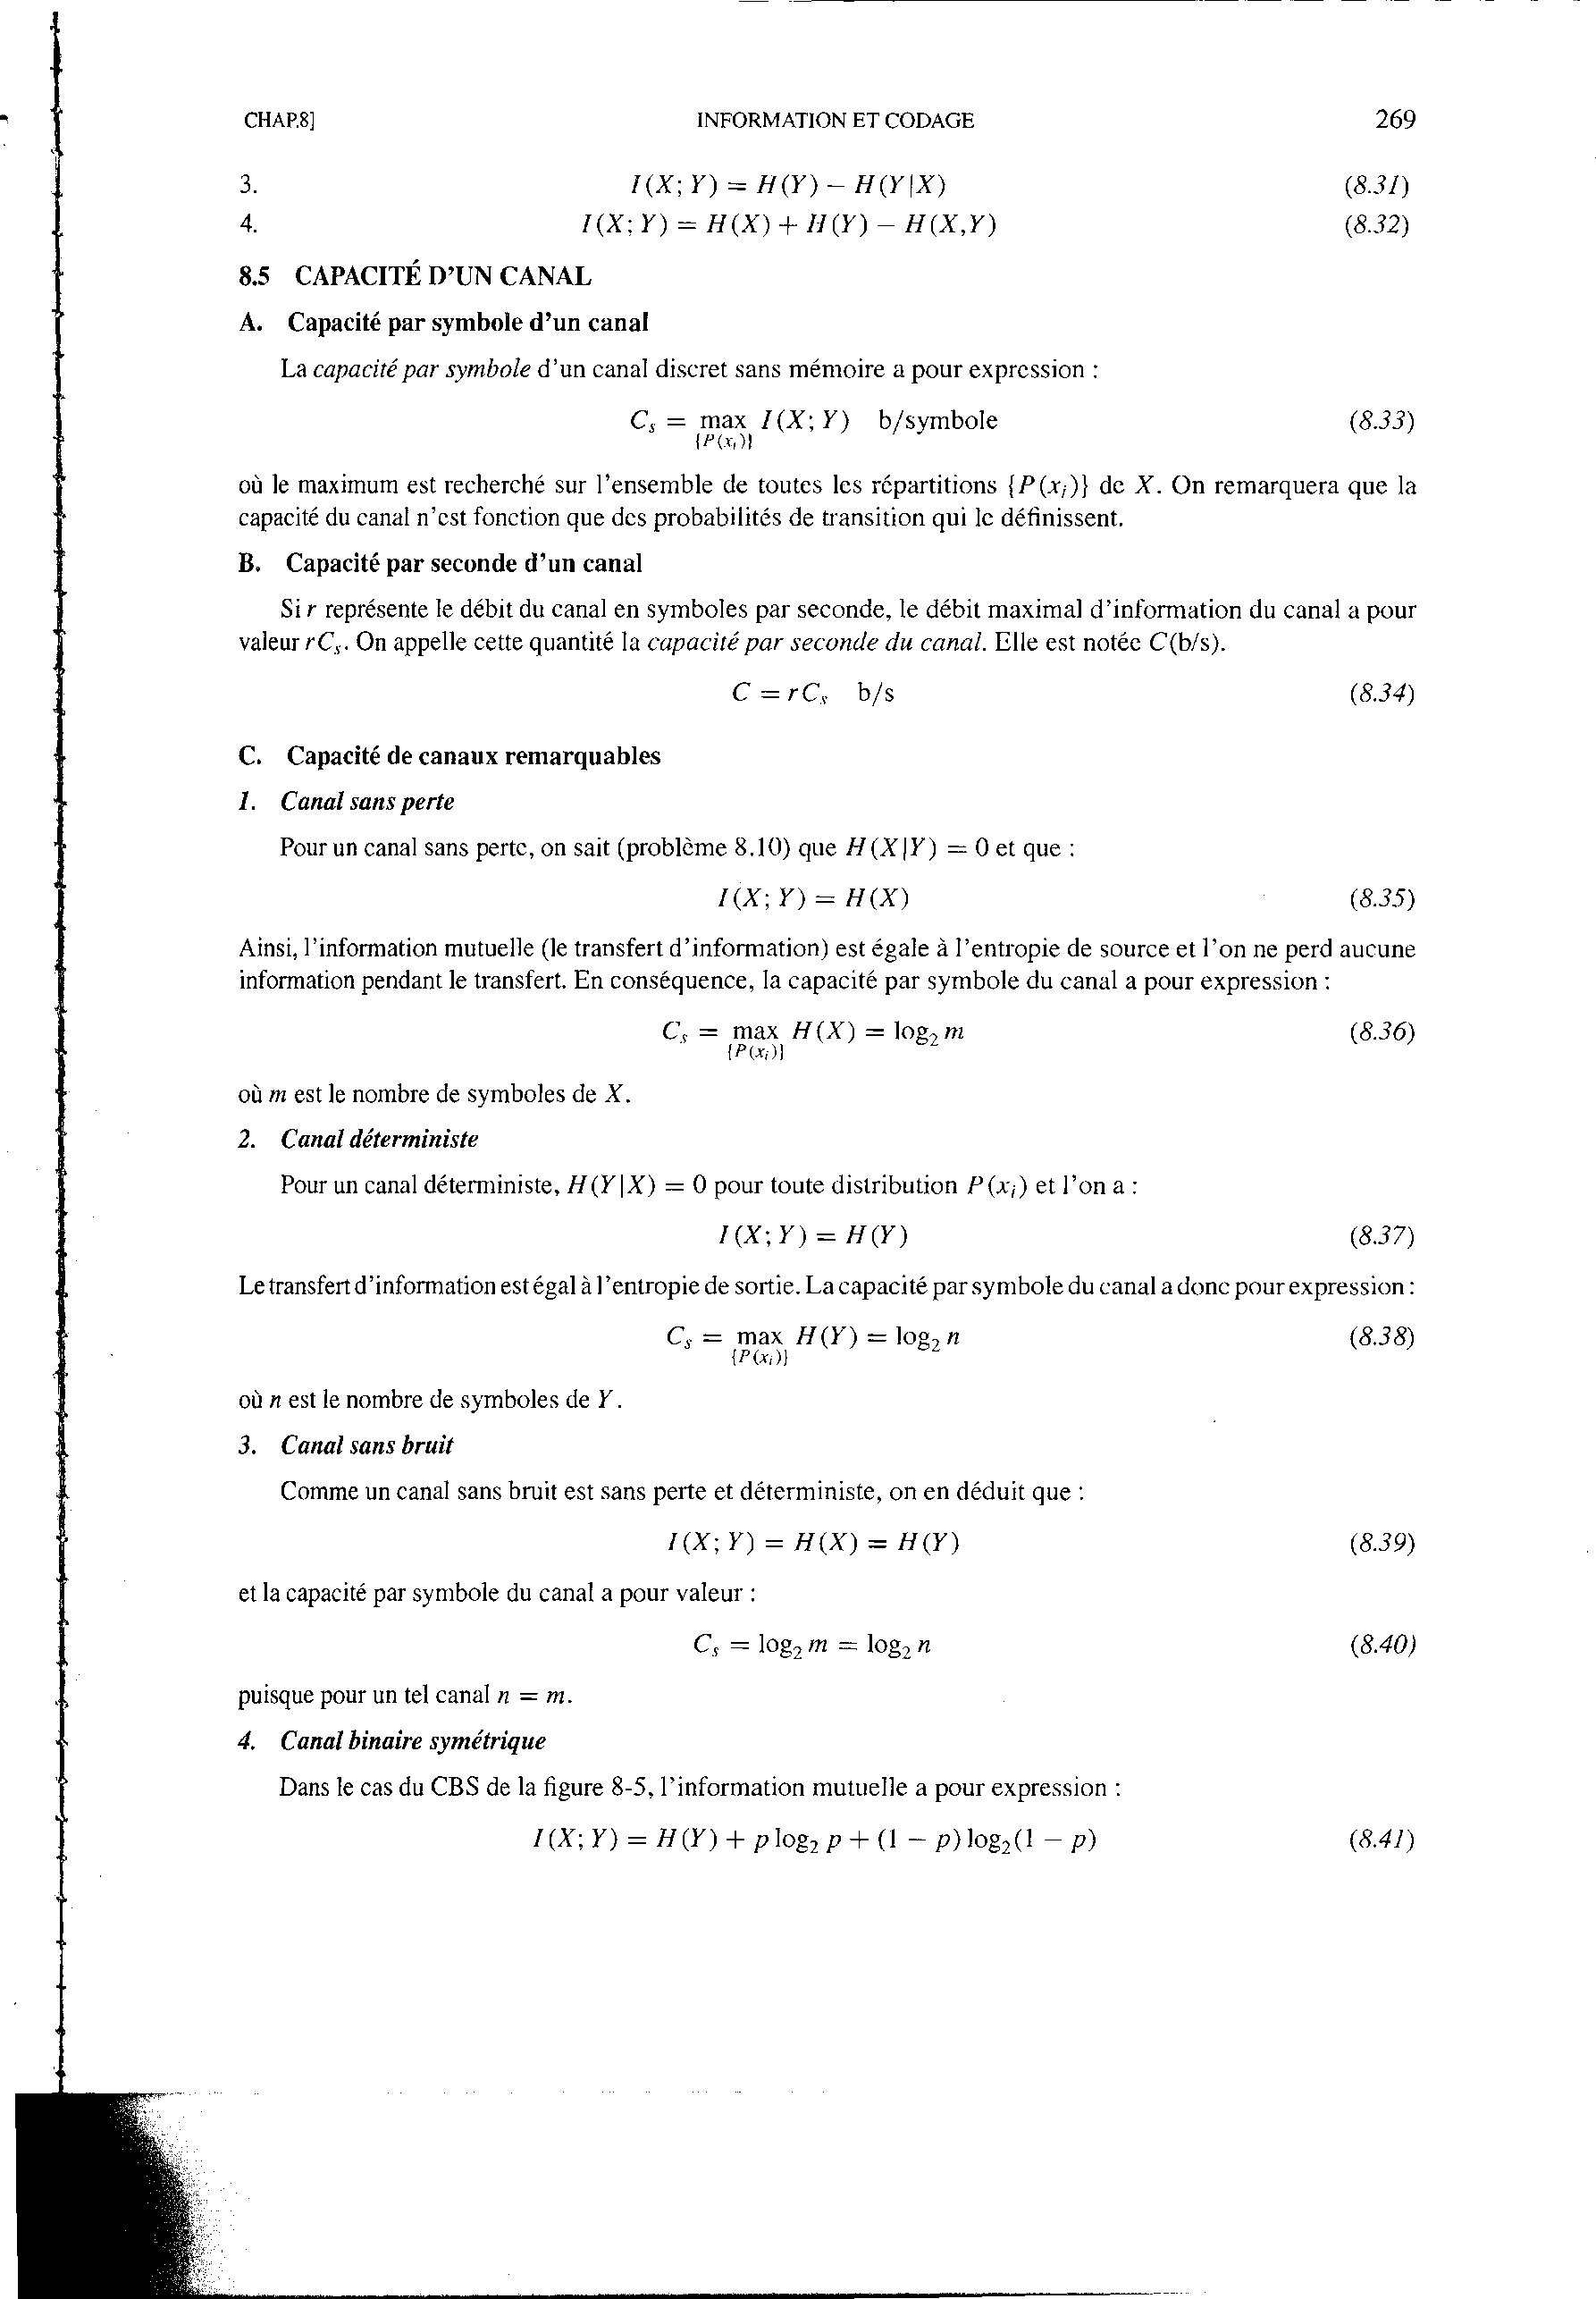 CHAP.8] INFORMATION ET CODAGE 269
3. I(X; Y) = H(Y) − H(Y|X) (8.31)
4. I(X; Y) = H(X) + H(Y) − H(X,Y) (8.32)
8.5 CAPACITÉ D'UN CANAL
A. Capacité par symbole d'un canal
La capacité par symbole d'un canal discret sans mémoire a pour expression :
C_s = max I(X; Y) b/symbole (8.33)
{P(x_i)}
où le maximum est recherché sur l'ensemble de toutes les répartitions {P(x_i)} de X. On remarquera que la
capacité du canal n'est fonction que des probabilités de transition qui le définissent.
B. Capacité par seconde d'un canal
Si r représente le débit du canal en symboles par seconde, le débit maximal d'information du canal a pour
valeur rC_s. On appelle cette quantité la capacité par seconde du canal. Elle est notée C(b/s).
C = rC_s b/s (8.34)
C. Capacité de canaux remarquables
1. Canal sans perte
Pour un canal sans perte, on sait (problème 8.10) que H(X|Y) = 0 et que :
I(X; Y) = H(X) (8.35)
Ainsi, l'information mutuelle (le transfert d'information) est égale à l'entropie de source et l'on ne perd aucune
information pendant le transfert. En conséquence, la capacité par symbole du canal a pour expression :
C_s = max H(X) = log₂ m (8.36)
{P(x_i)}
où m est le nombre de symboles de X.
2. Canal déterministe
Pour un canal déterministe, H(Y|X) = 0 pour toute distribution P(x_i) et l'on a :
I(X; Y) = H(Y) (8.37)
Le transfert d'information est égal à l'entropie de sortie. La capacité par symbole du canal a donc pour expression :
C_s = max H(Y) = log₂ n (8.38)
{P(x_i)}
où n est le nombre de symboles de Y.
3. Canal sans bruit
Comme un canal sans bruit est sans perte et déterministe, on en déduit que :
I(X; Y) = H(X) = H(Y) (8.39)
et la capacité par symbole du canal a pour valeur :
C_s = log₂ m = log₂ n (8.40)
puisque pour un tel canal n = m.
4. Canal binaire symétrique
Dans le cas du CBS de la figure 8-5, l'information mutuelle a pour expression :
I(X; Y) = H(Y) + p log₂ p + (1 − p) log₂(1 − p) (8.41)